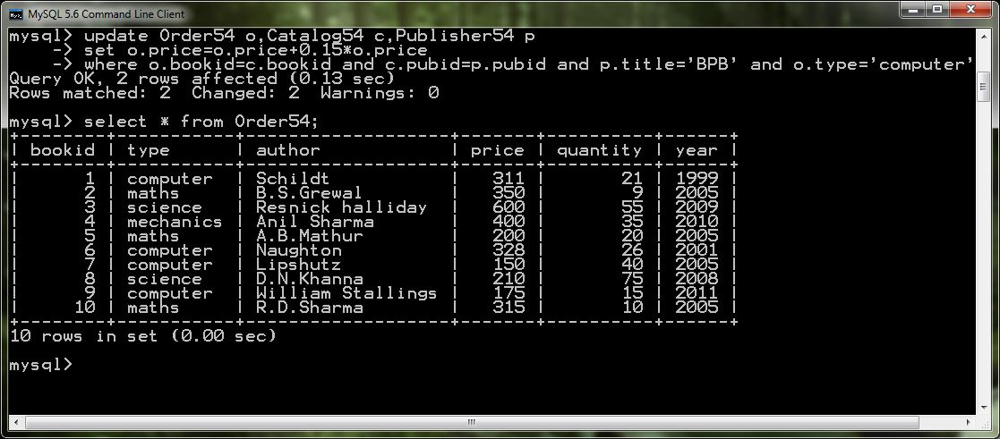 MySQL 5.6 Command Line Client
mysql> update Order54 o,Catalog54 c,Publisher54 p
    -> set o.price=o.price+0.15*o.price
    -> where o.bookid=c.bookid and c.pubid=p.pubid and p.title='BPB' and o.type='computer'
Query OK, 2 rows affected (0.13 sec)
Rows matched: 2  Changed: 2  Warnings: 0
mysql> select * from Order54;
+--------+-----------+-------------------+-------+----------+------+
| bookid | type      | author            | price | quantity | year |
+--------+-----------+-------------------+-------+----------+------+
|      1 | computer  | Schildt           |   311 |       21 | 1999 |
|      2 | maths     | B.S.Grewal        |   350 |        9 | 2005 |
|      3 | science   | Resnick halliday  |   600 |       55 | 2009 |
|      4 | mechanics | Anil Sharma       |   400 |       35 | 2010 |
|      5 | maths     | A.B.Mathur        |   200 |       20 | 2005 |
|      6 | computer  | Naughton          |   328 |       26 | 2001 |
|      7 | computer  | Lipshutz          |   150 |       40 | 2005 |
|      8 | science   | D.N.Khanna        |   210 |       75 | 2008 |
|      9 | computer  | William Stallings |   175 |       15 | 2011 |
|     10 | maths     | R.D.Sharma        |   315 |       10 | 2005 |
+--------+-----------+-------------------+-------+----------+------+
10 rows in set (0.00 sec)
mysql>